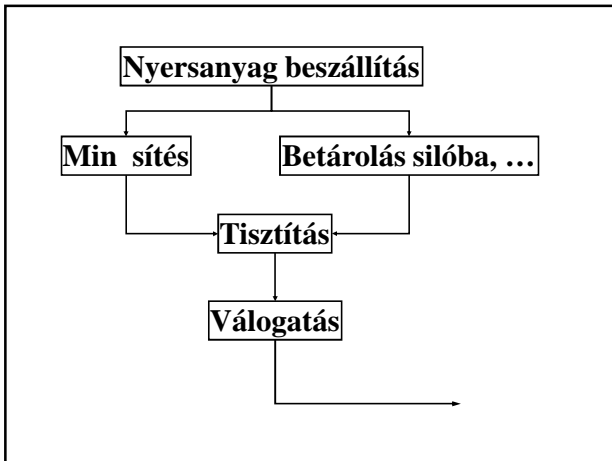 Nyersanyag beszállítás
Min sítés
Betárolás silóba, …
Tisztítás
Válogatás